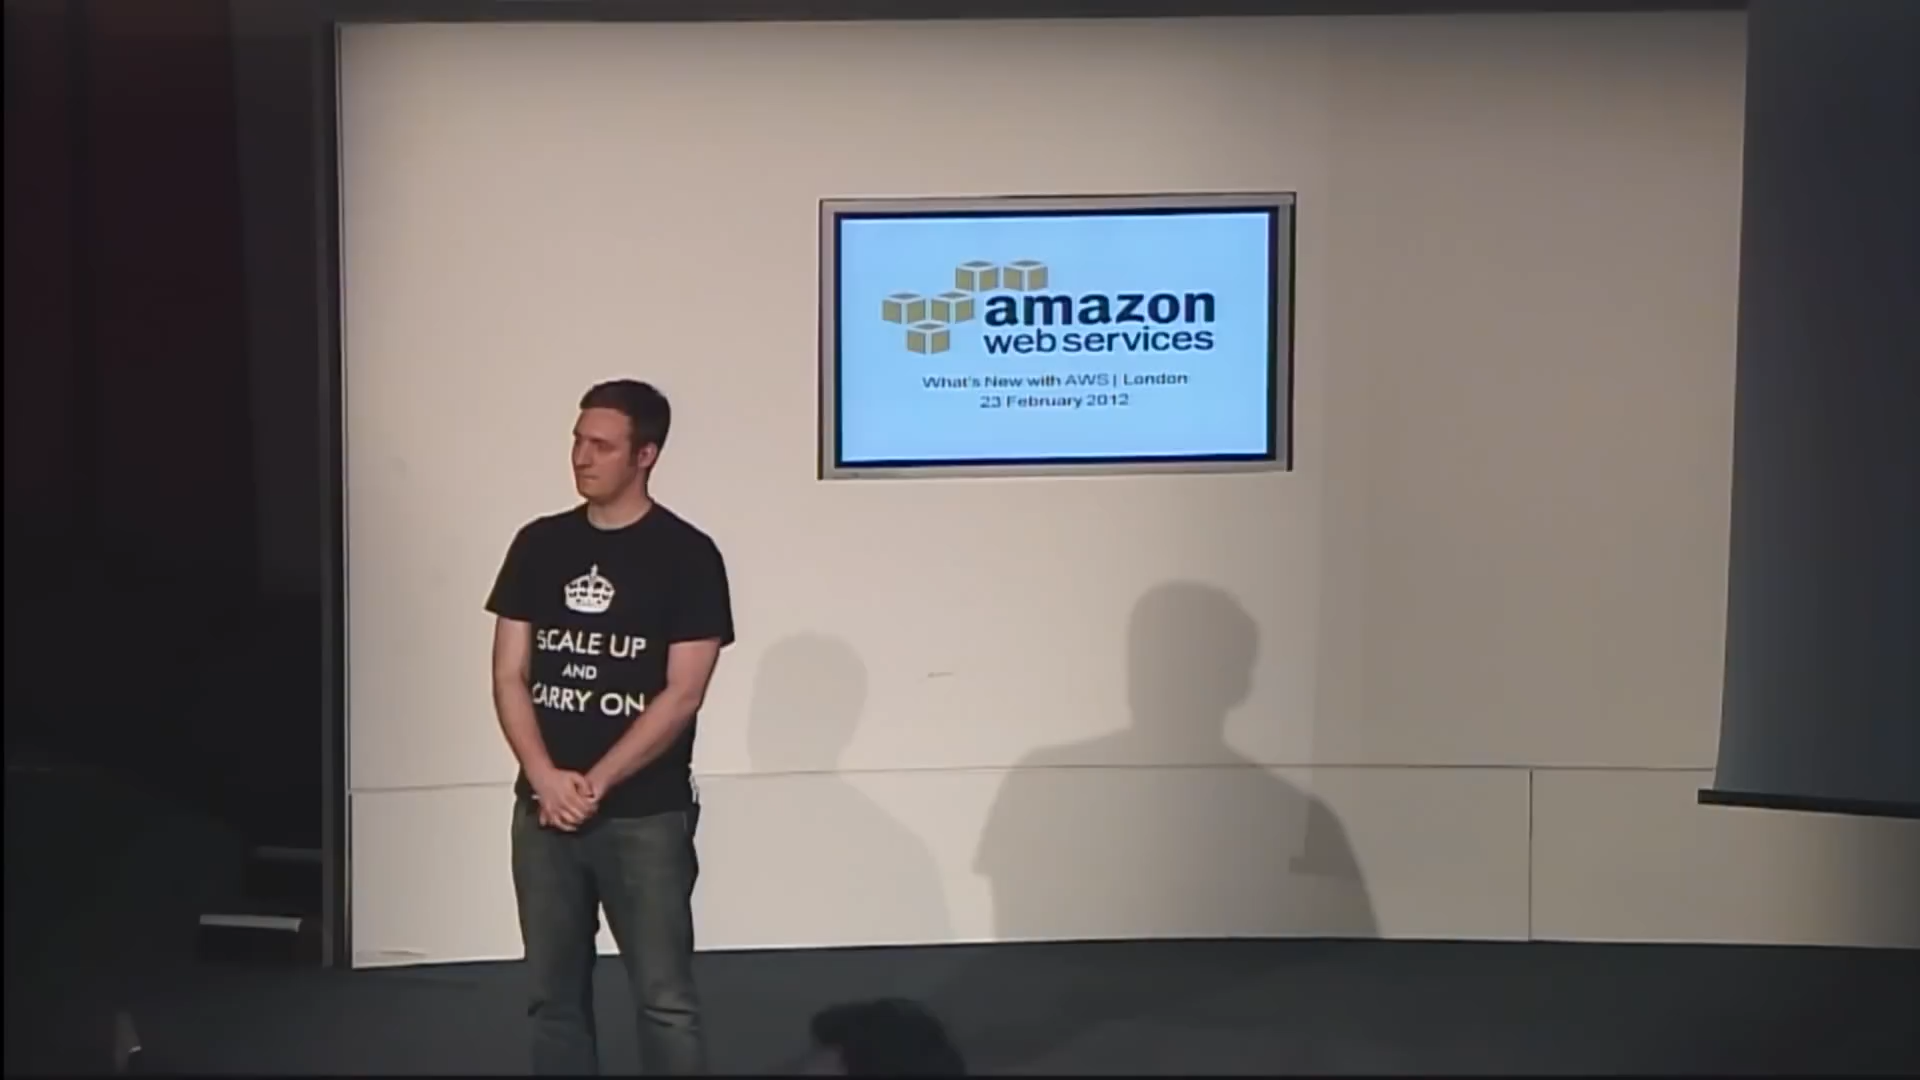 amazon
web services
What's New with AWS | London
23 February 2012
SCALE UP
AND
CARRY ON